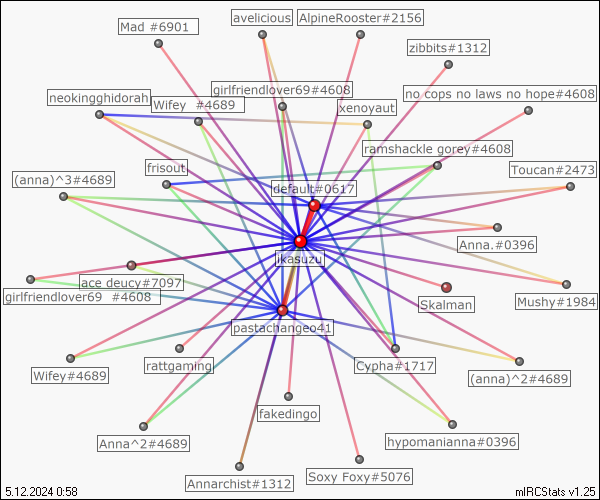 avelicious
AlpineRooster#2156
Mad #6901
zibbits#1312
girlfriendlover69#4608
no cops no laws no hope#4608
neokingghidorah
Wifey #4689
xenoyaut
ramshackle gorey#4608
frisout
Toucan#2473
(anna)^3#4689
default#0617
Anna.#0396
ikasuzu
ace deucy#7097
girlfriendlover69 #4608
Skalman
Mushy#1984
pastachangeo41
rattgaming
Cypha#1717
Wifey#4689
(anna)^2#4689
fakedingo
Anna^2#4689
hypomanianna#0396
Soxy Foxy#5076
Annarchist#1312
5.12.2024 0:58
mIRCStats v1.25